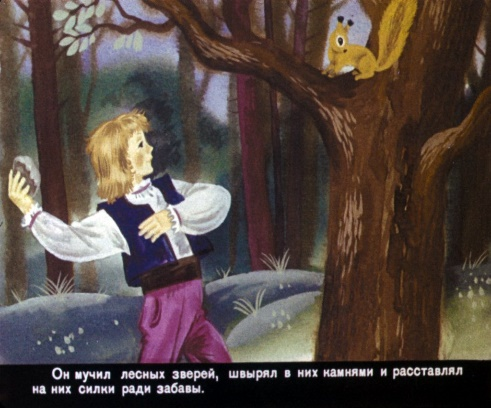 Он мучил лесных зверей, швырял в них камнями и расставлял
на них силки ради забавы.